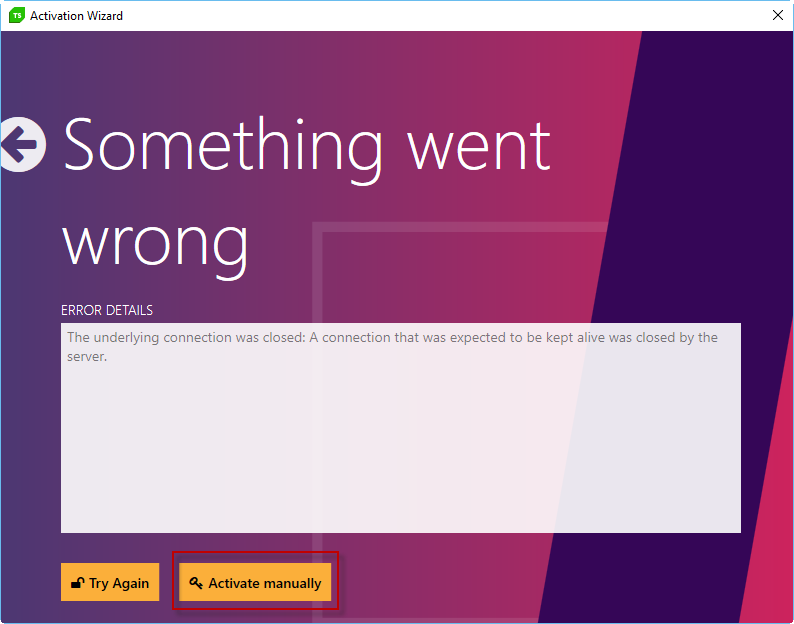 TS Activation Wizard
Something went
wrong
ERROR DETAILS
The underlying connection was closed: A connection that was expected to be kept alive was closed by the
server.
Try Again Activate manually